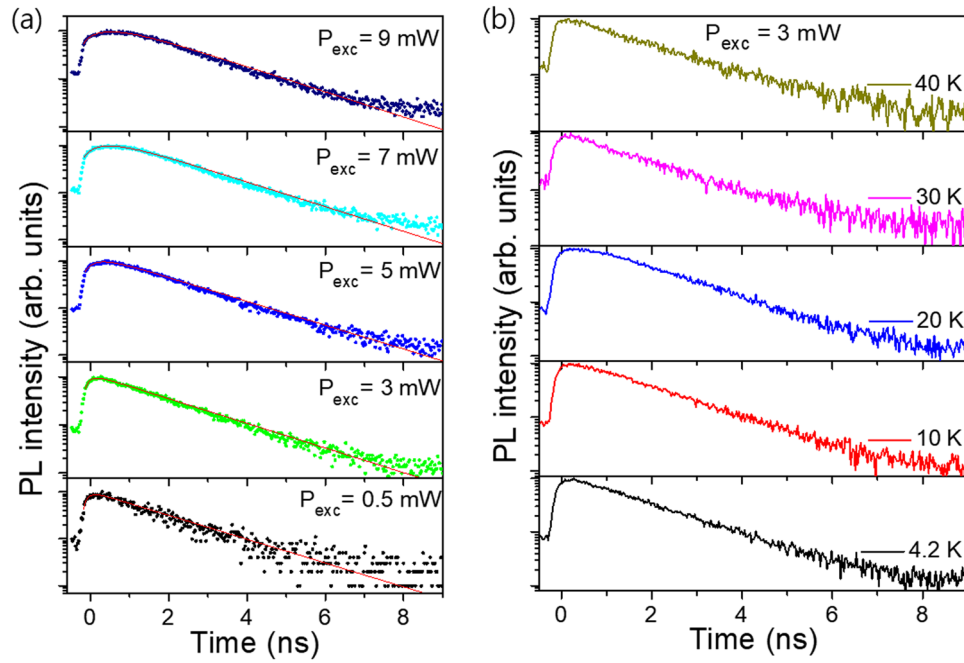 (a)
PL intensity (arb. units)
P_exc = 9 mW
P_exc = 7 mW
P_exc = 5 mW
P_exc = 3 mW
P_exc = 0.5 mW
0 2 4 6 8
Time (ns)
(b)
PL intensity (arb. units)
P_exc = 3 mW
40 K
30 K
20 K
10 K
4.2 K
0 2 4 6 8
Time (ns)